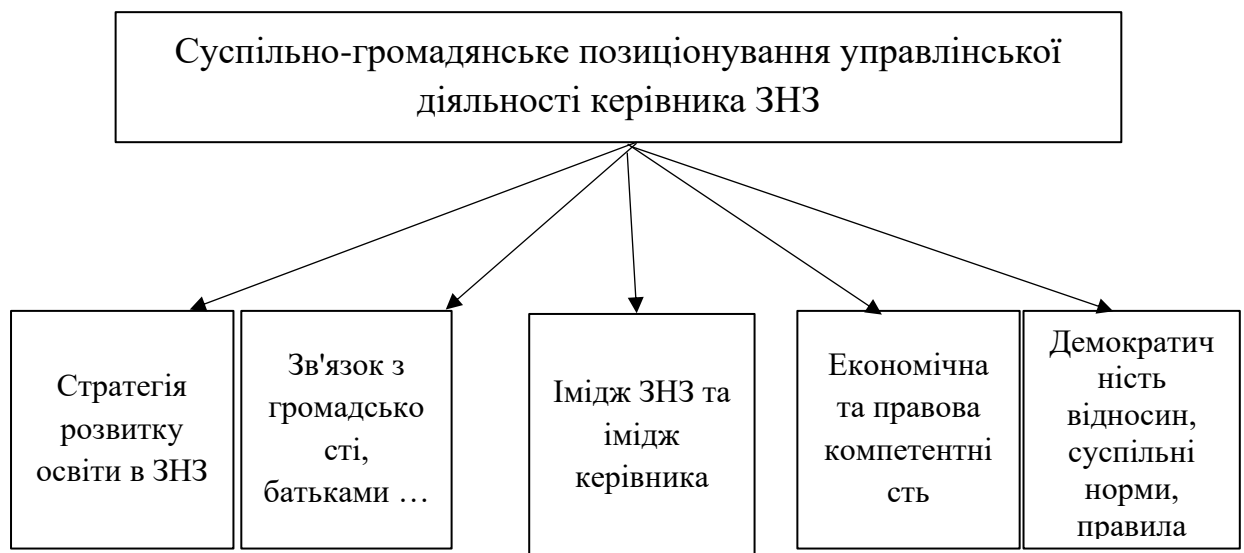 Суспільно-громадянське позиціонування управлінської
діяльності керівника ЗНЗ
Стратегія
розвитку
освіти в ЗНЗ
Зв'язок з
громадсько
сті,
батьками …
Імідж ЗНЗ та
імідж
керівника
Економічна
та правова
компетентні
сть
Демократич
ність
відносин,
суспільні
норми,
правила